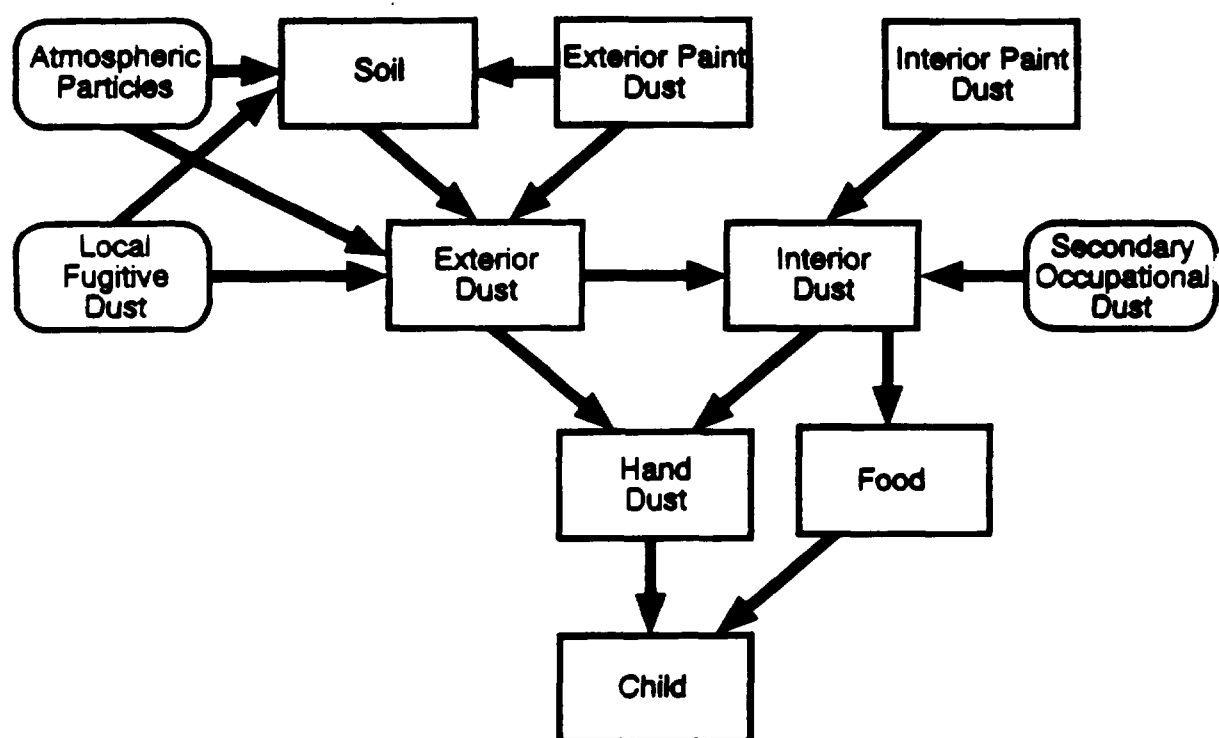 Atmospheric
Particles
Soil
Exterior Paint
Dust
Interior Paint
Dust
Local
Fugitive
Dust
Exterior
Dust
Interior
Dust
Secondary
Occupational
Dust
Hand
Dust
Food
Child